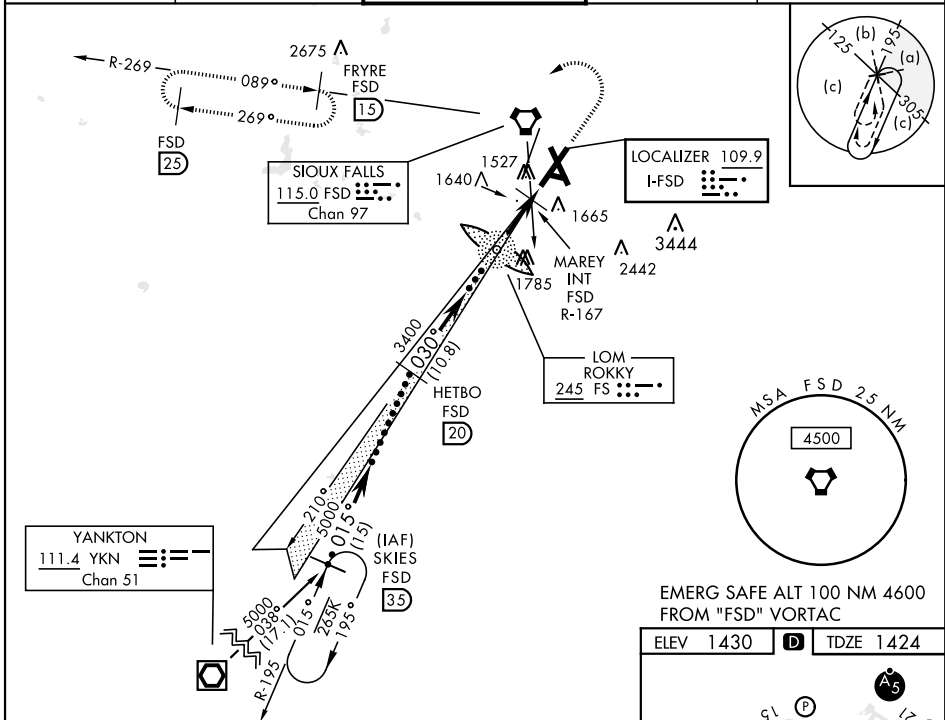 2675
R-269
089°
FRYRE
FSD
15
269°
FSD
25
SIOUX FALLS
115.0 FSD
Chan 97
1527
1640
LOCALIZER 109.9
I-FSD
1665
3444
2442
MAREY
INT
FSD
R-167
1785
(b)
125
195
(a)
(c)
305
(c)
3400
030°
(10.8)
LOM
ROKKY
245 FS
HETBO
FSD
20
MSA FSD 25 NM
4500
210°
5000
015°
(15)
(IAF)
SKIES
FSD
35
YANKTON
111.4 YKN
Chan 51
5000
038°
(17.1)
015°
265K
195°
R-195
EMERG SAFE ALT 100 NM 4600
FROM "FSD" VORTAC
ELEV 1430 D TDZE 1424
A5
P
15
21